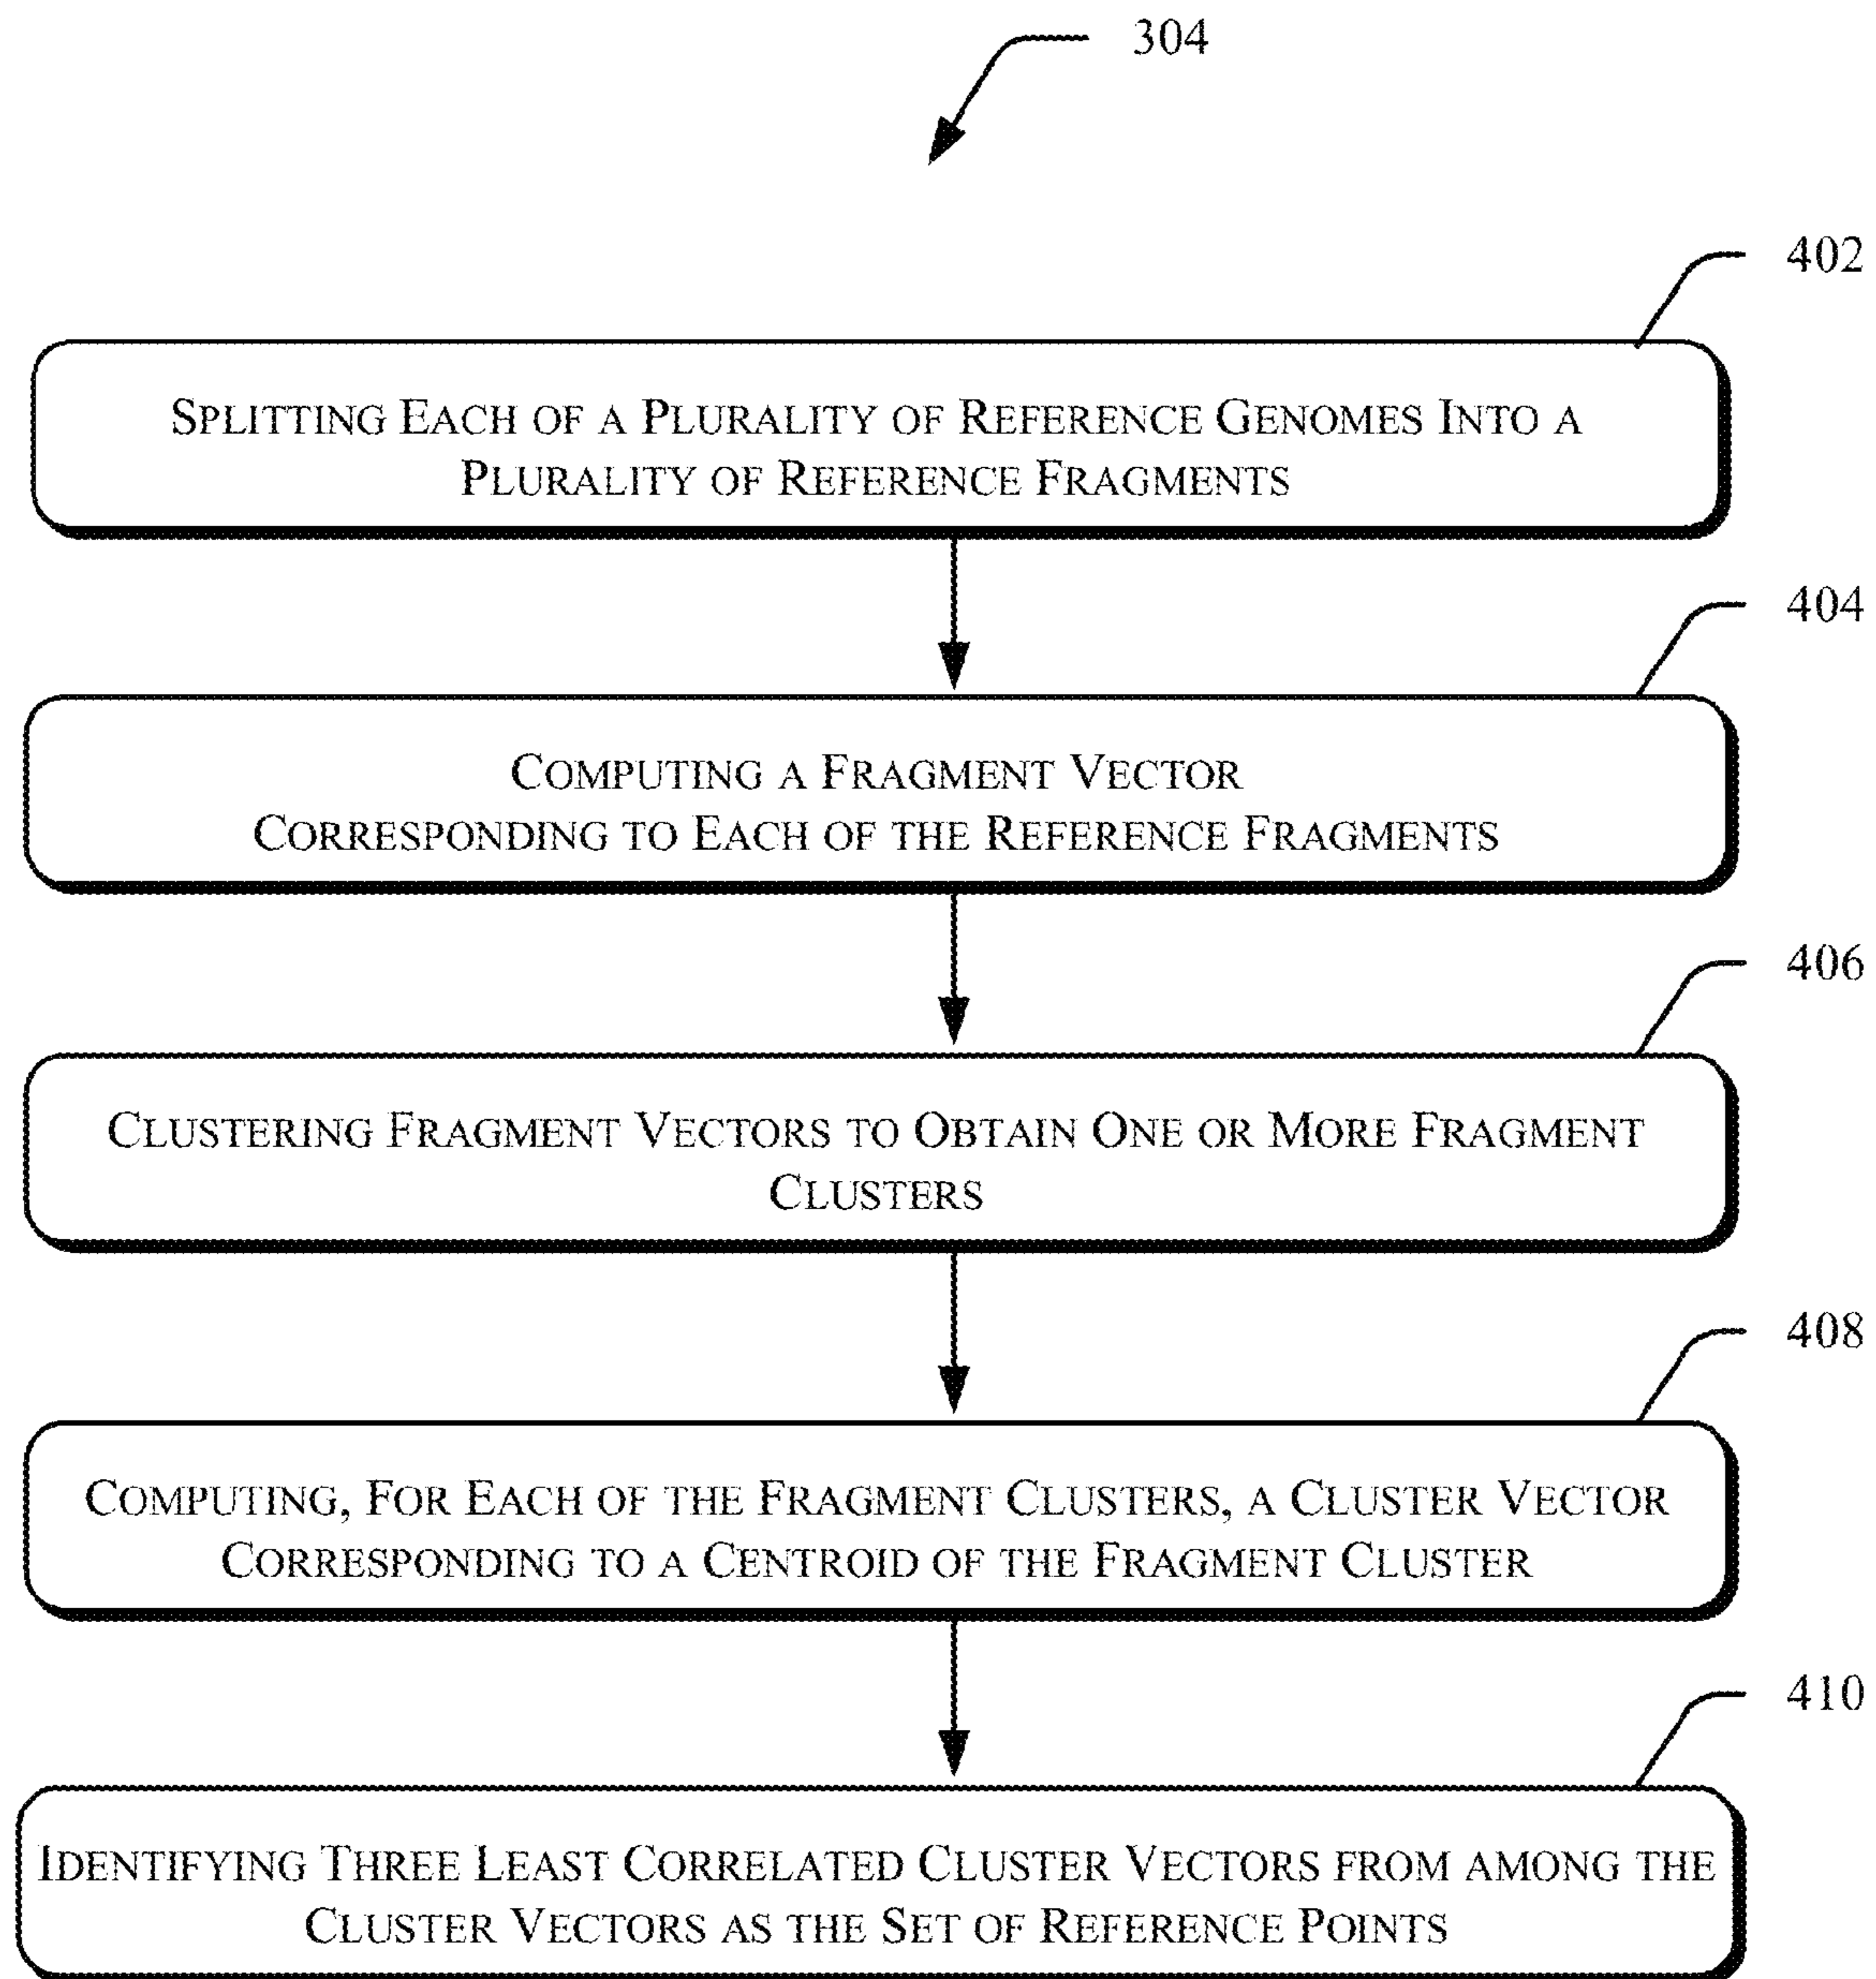 304
402
SPLITTING EACH OF A PLURALITY OF REFERENCE GENOMES INTO A
PLURALITY OF REFERENCE FRAGMENTS
404
COMPUTING A FRAGMENT VECTOR
CORRESPONDING TO EACH OF THE REFERENCE FRAGMENTS
406
CLUSTERING FRAGMENT VECTORS TO OBTAIN ONE OR MORE FRAGMENT
CLUSTERS
408
COMPUTING, FOR EACH OF THE FRAGMENT CLUSTERS, A CLUSTER VECTOR
CORRESPONDING TO A CENTROID OF THE FRAGMENT CLUSTER
410
IDENTIFYING THREE LEAST CORRELATED CLUSTER VECTORS FROM AMONG THE
CLUSTER VECTORS AS THE SET OF REFERENCE POINTS